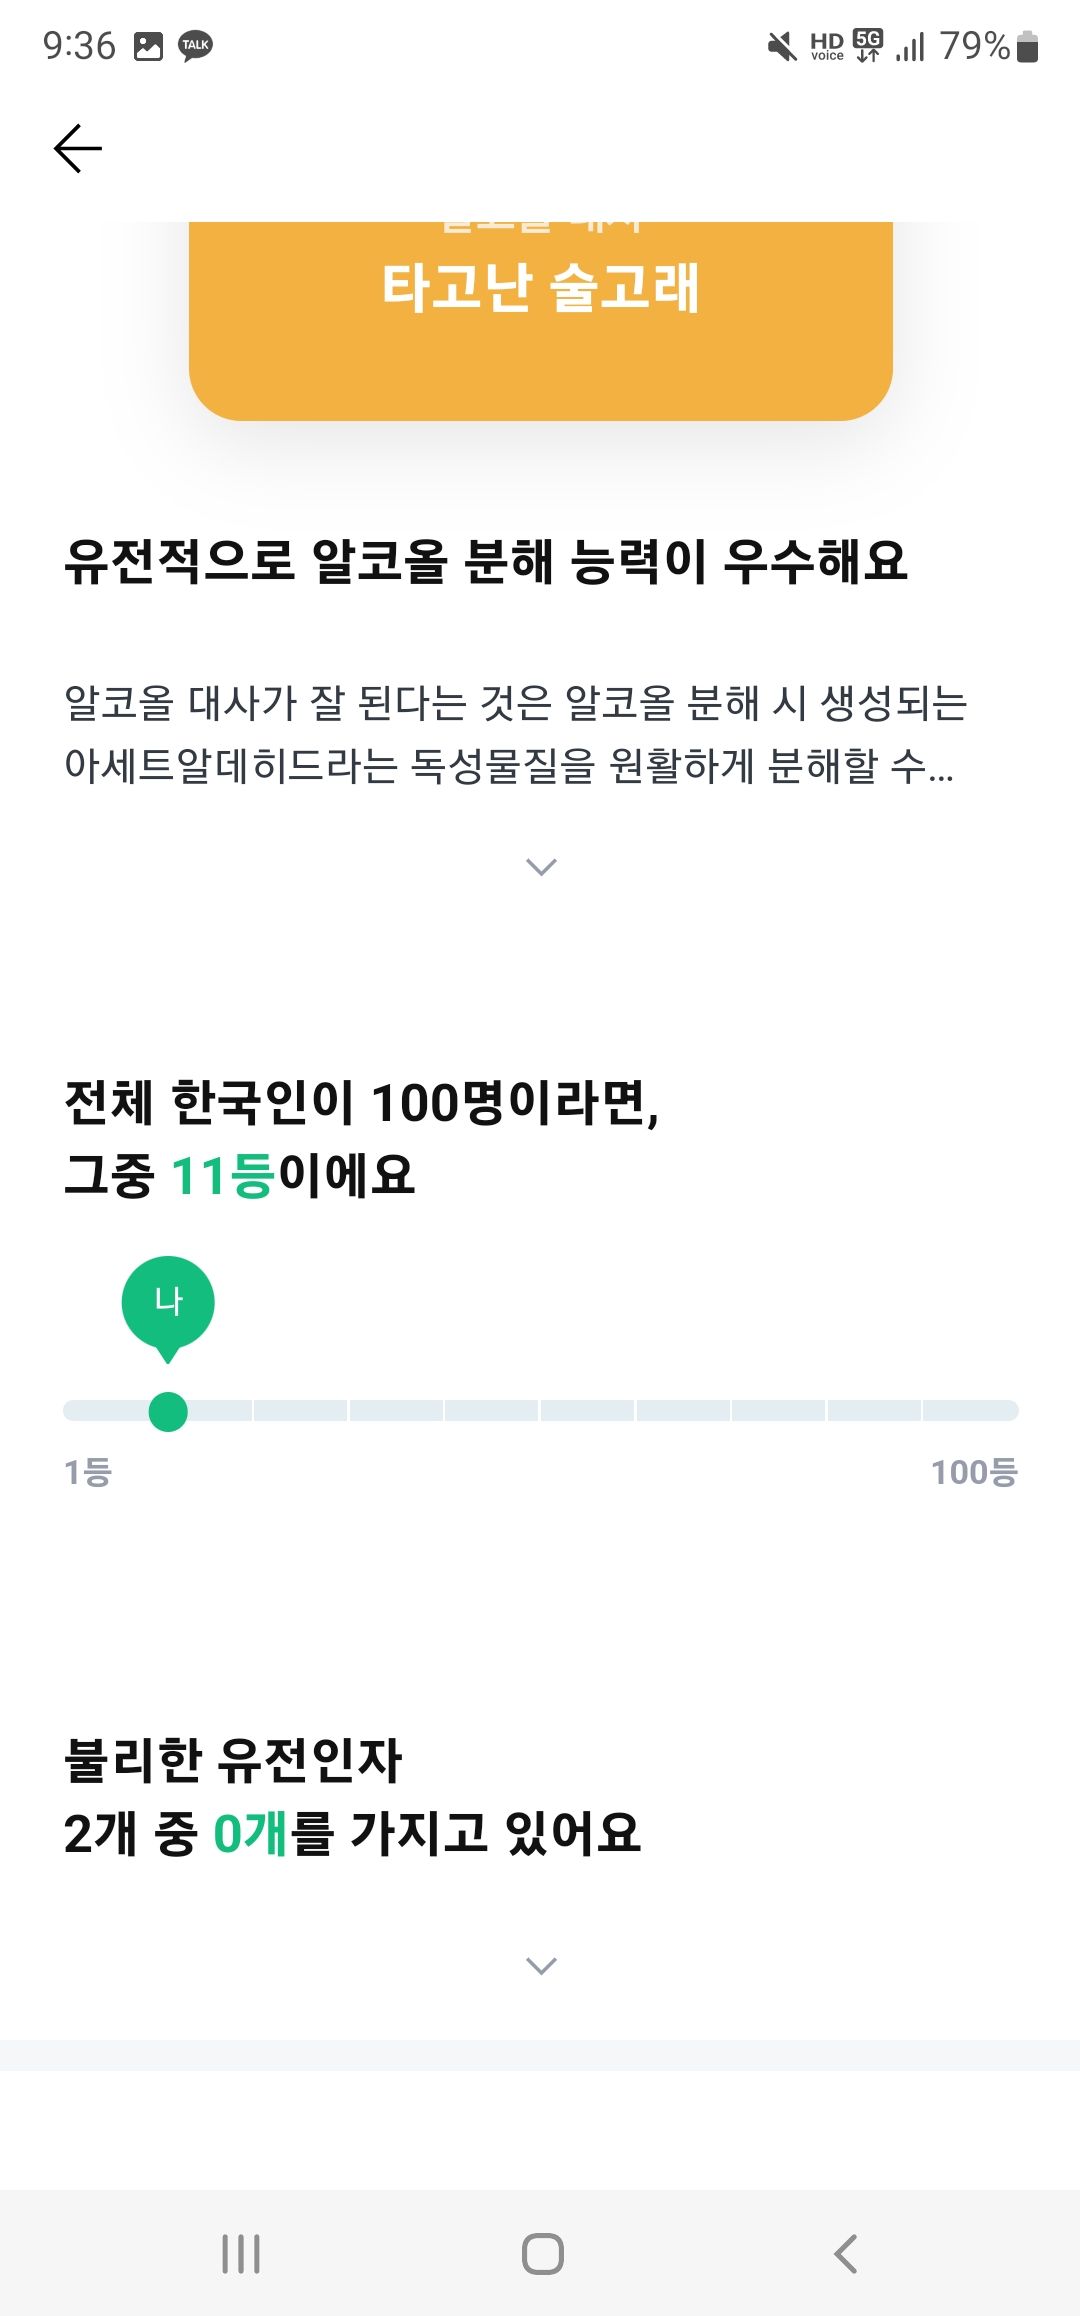 9:36 TALK HD voice 5G 79%
타고난 술고래
유전적으로 알코올 분해 능력이 우수해요
알코올 대사가 잘 된다는 것은 알코올 분해 시 생성되는
아세트알데히드라는 독성물질을 원활하게 분해할 수...
전체 한국인이 100명이라면,
그중 11등이에요
나
1등 100등
불리한 유전인자
2개 중 0개를 가지고 있어요